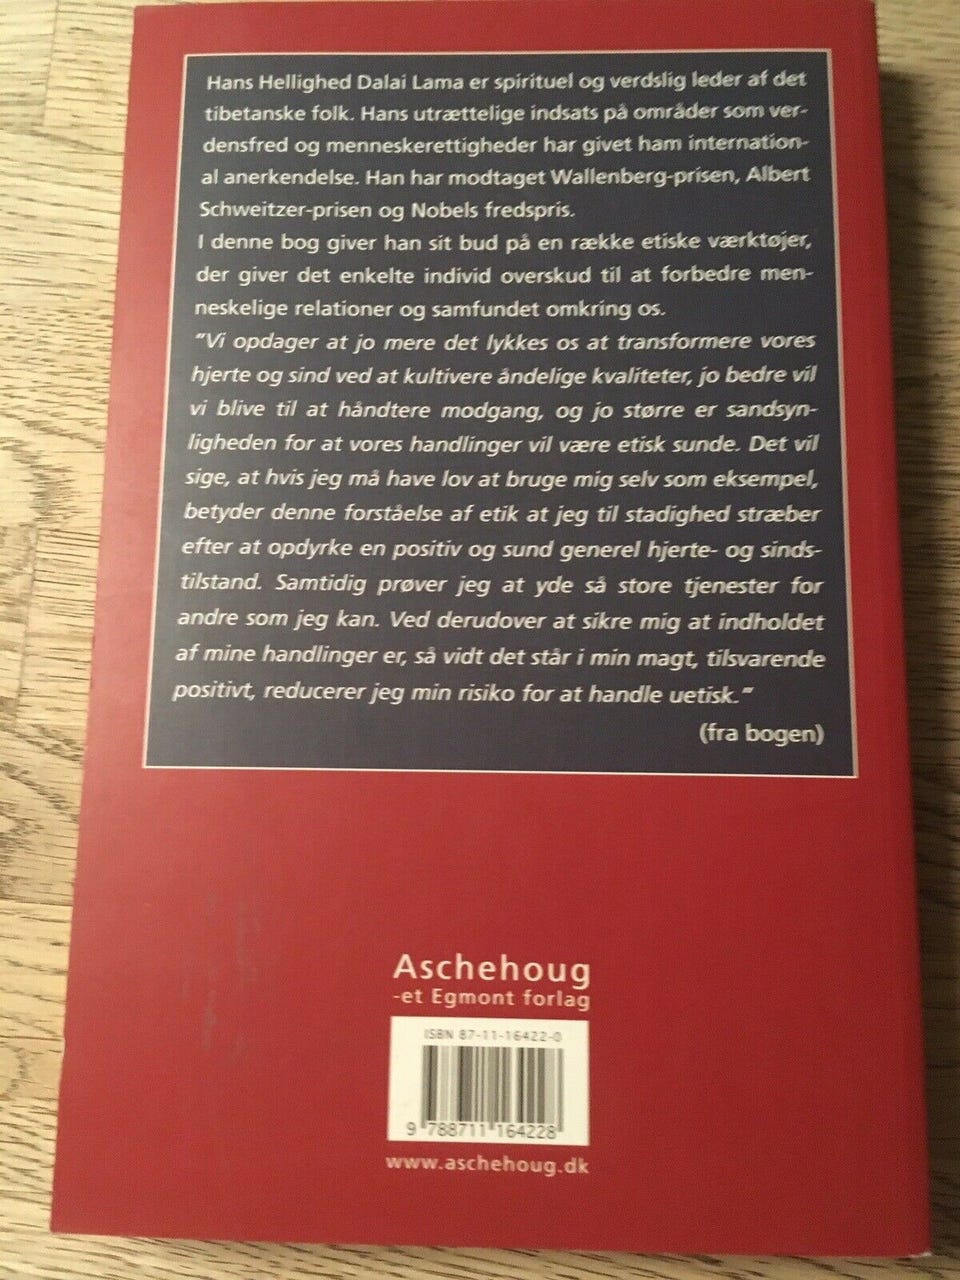 Hans Hellighed Dalai Lama er spirituel og verdslig leder af det
tibetanske folk. Hans utrættelige indsats på områder som ver-
densfred og menneskerettigheder har givet ham internation-
al anerkendelse. Han har modtaget Wallenberg-prisen, Albert
Schweitzer-prisen og Nobels fredspris.
I denne bog giver han sit bud på en række etiske værktøjer,
der giver det enkelte individ overskud til at forbedre men-
neskelige relationer og samfundet omkring os.
"Vi opdager at jo mere det lykkes os at transformere vores
hjerte og sind ved at kultivere åndelige kvaliteter, jo bedre vil
vi blive til at håndtere modgang, og jo større er sandsyn-
ligheden for at vores handlinger vil være etisk sunde. Det vil
sige, at hvis jeg må have lov at bruge mig selv som eksempel,
betyder denne forståelse af etik at jeg til stadighed stræber
efter at opdyrke en positiv og sund generel hjerte- og sinds-
tilstand. Samtidig prøver jeg at yde så store tjenester for
andre som jeg kan. Ved derudover at sikre mig at indholdet
af mine handlinger er, så vidt det står i min magt, tilsvarende
positivt, reducerer jeg min risiko for at handle uetisk."
(fra bogen)
Aschehoug
-et Egmont forlag
ISBN 87-11-16422-0
9 788711 164228
www.aschehoug.dk